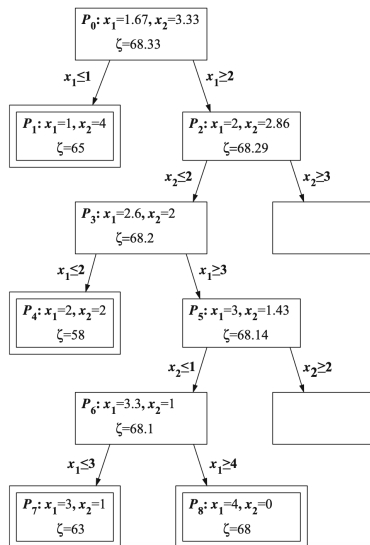 P₀: x₁=1.67, x₂=3.33
ζ=68.33
x₁≤1
x₁≥2
P₁: x₁=1, x₂=4
ζ=65
P₂: x₁=2, x₂=2.86
ζ=68.29
x₂≤2
x₂≥3
P₃: x₁=2.6, x₂=2
ζ=68.2
x₁≤2
x₁≥3
P₄: x₁=2, x₂=2
ζ=58
P₅: x₁=3, x₂=1.43
ζ=68.14
x₂≤1
x₂≥2
P₆: x₁=3.3, x₂=1
ζ=68.1
x₁≤3
x₁≥4
P₇: x₁=3, x₂=1
ζ=63
P₈: x₁=4, x₂=0
ζ=68